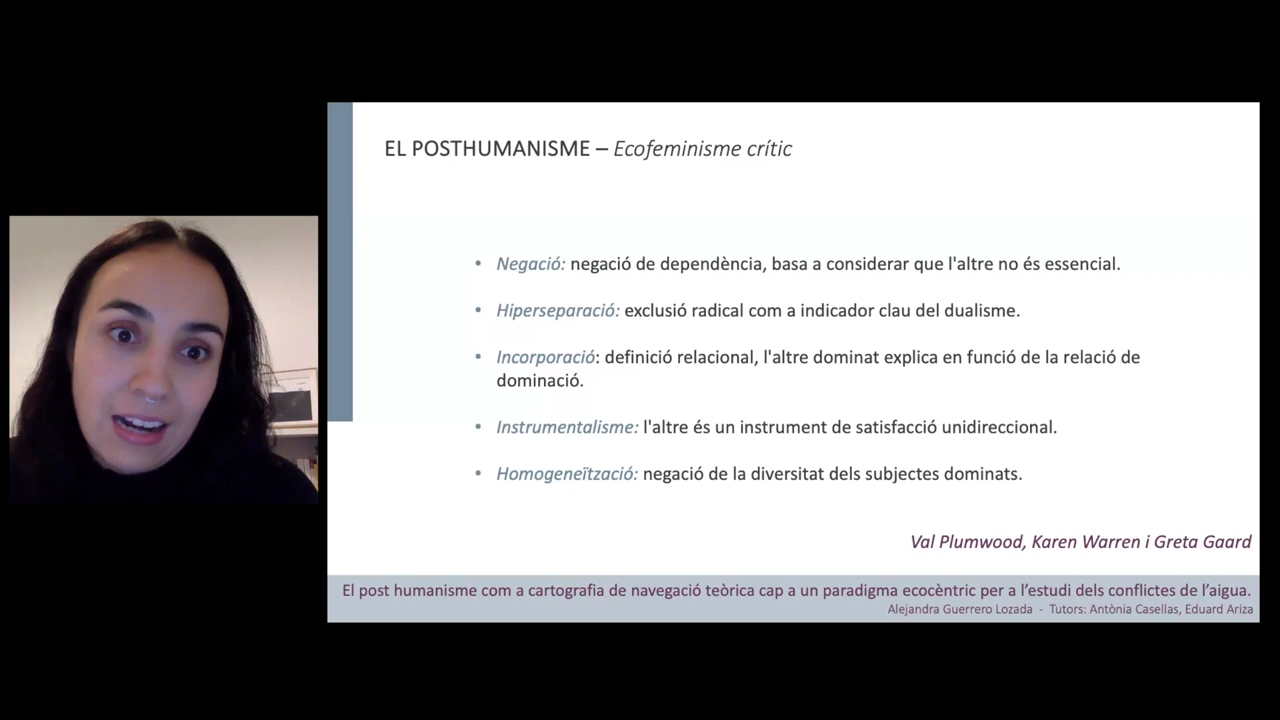 EL POSTHUMANISME – Ecofeminisme crític
• Negació: negació de dependència, basa a considerar que l'altre no és essencial.
• Hiperseparació: exclusió radical com a indicador clau del dualisme.
• Incorporació: definició relacional, l'altre dominat explica en funció de la relació de
dominació.
• Instrumentalisme: l'altre és un instrument de satisfacció unidireccional.
• Homogeneïtzació: negació de la diversitat dels subjectes dominats.
Val Plumwood, Karen Warren i Greta Gaard
El post humanisme com a cartografia de navegació teòrica cap a un paradigma ecocèntric per a l’estudi dels conflictes de l’aigua.
Alejandra Guerrero Lozada - Tutors: Antònia Casellas, Eduard Ariza